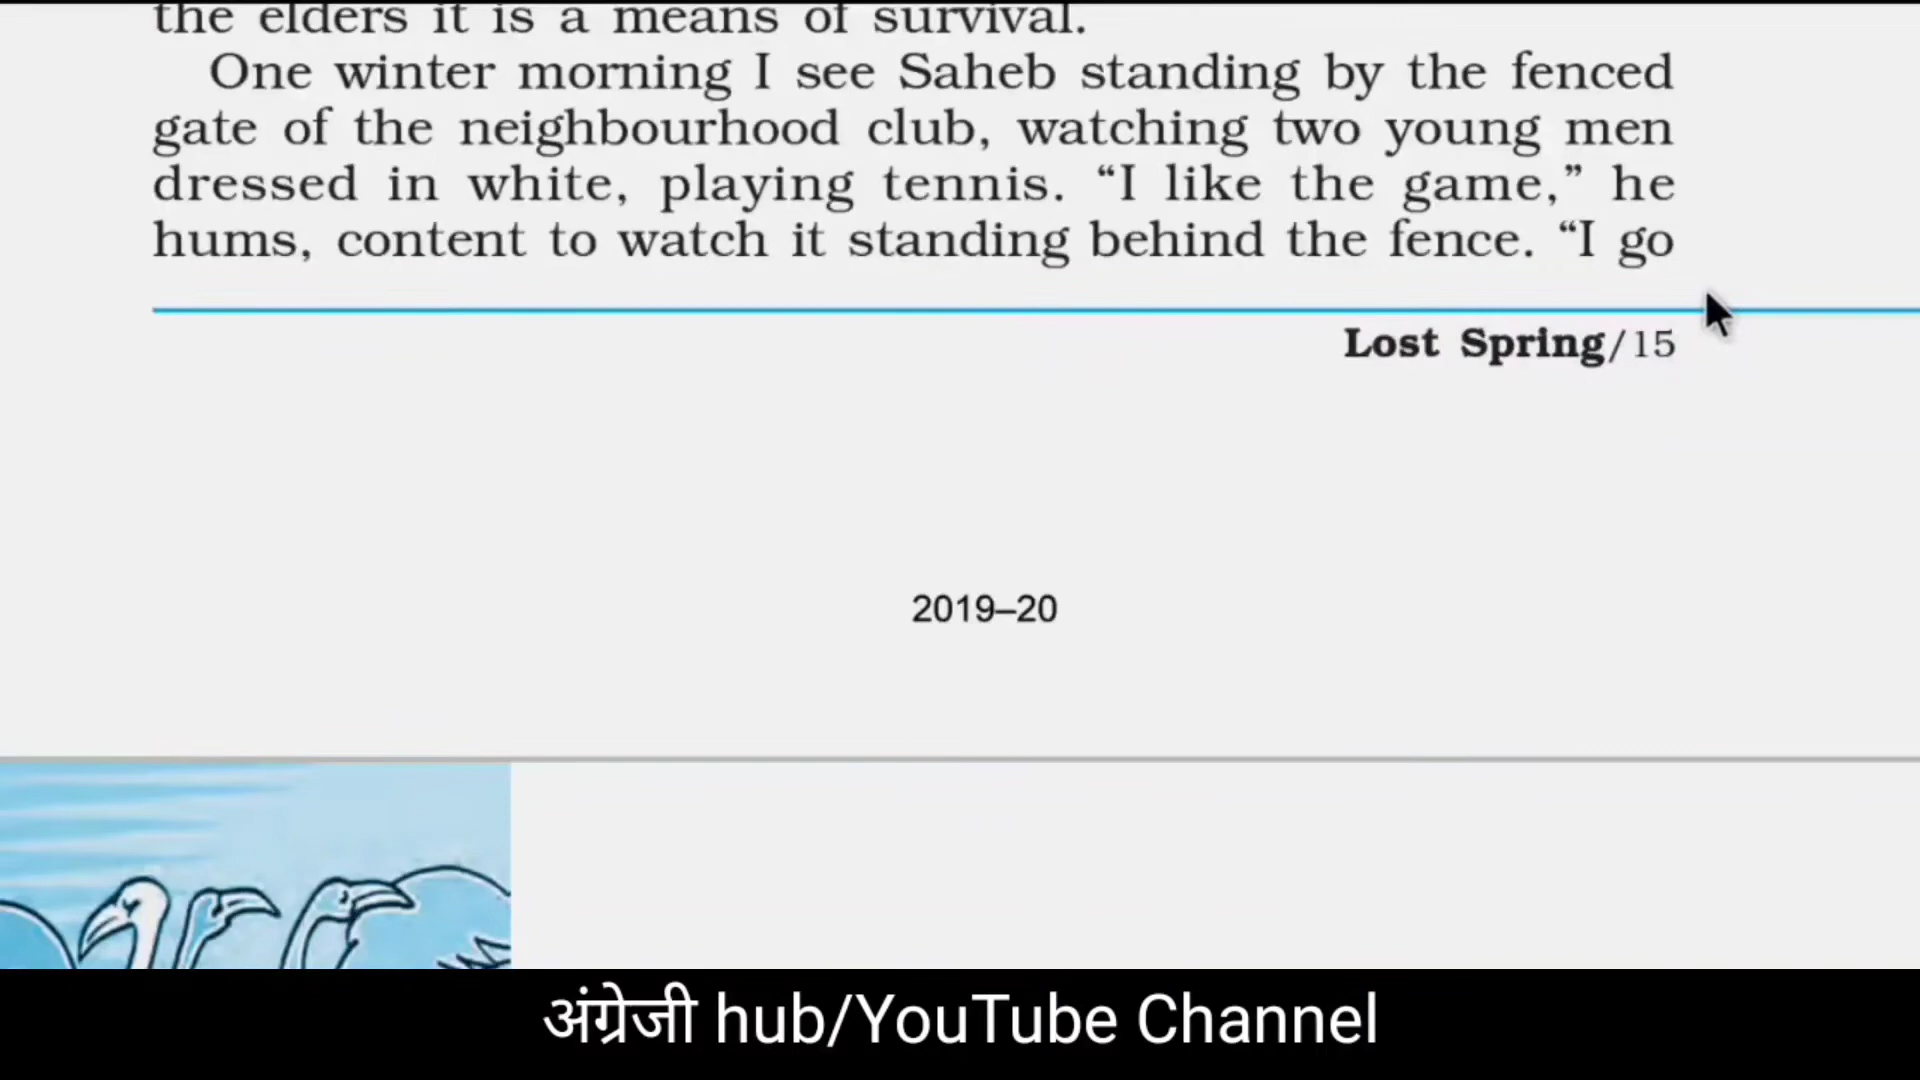 the elders it is a means of survival.
One winter morning I see Saheb standing by the fenced
gate of the neighbourhood club, watching two young men
dressed in white, playing tennis. “I like the game,” he
hums, content to watch it standing behind the fence. “I go
Lost Spring/15
2019–20
अंग्रेजी hub/YouTube Channel